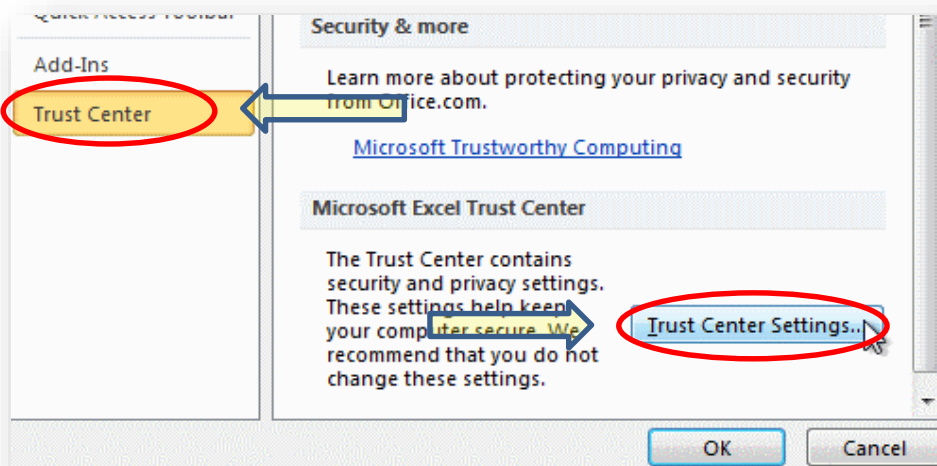 Quick Access Toolbar
Add-Ins
Trust Center
Security & more
Learn more about protecting your privacy and security
from Office.com.
Microsoft Trustworthy Computing
Microsoft Excel Trust Center
The Trust Center contains
security and privacy settings.
These settings help keep
your computer secure. We
recommend that you do not
change these settings.
Trust Center Settings...
OK
Cancel